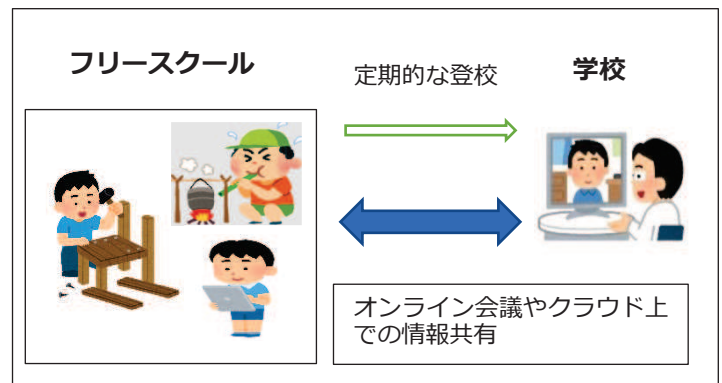 フリースクール
定期的な登校
学校
オンライン会議やクラウド上
での情報共有